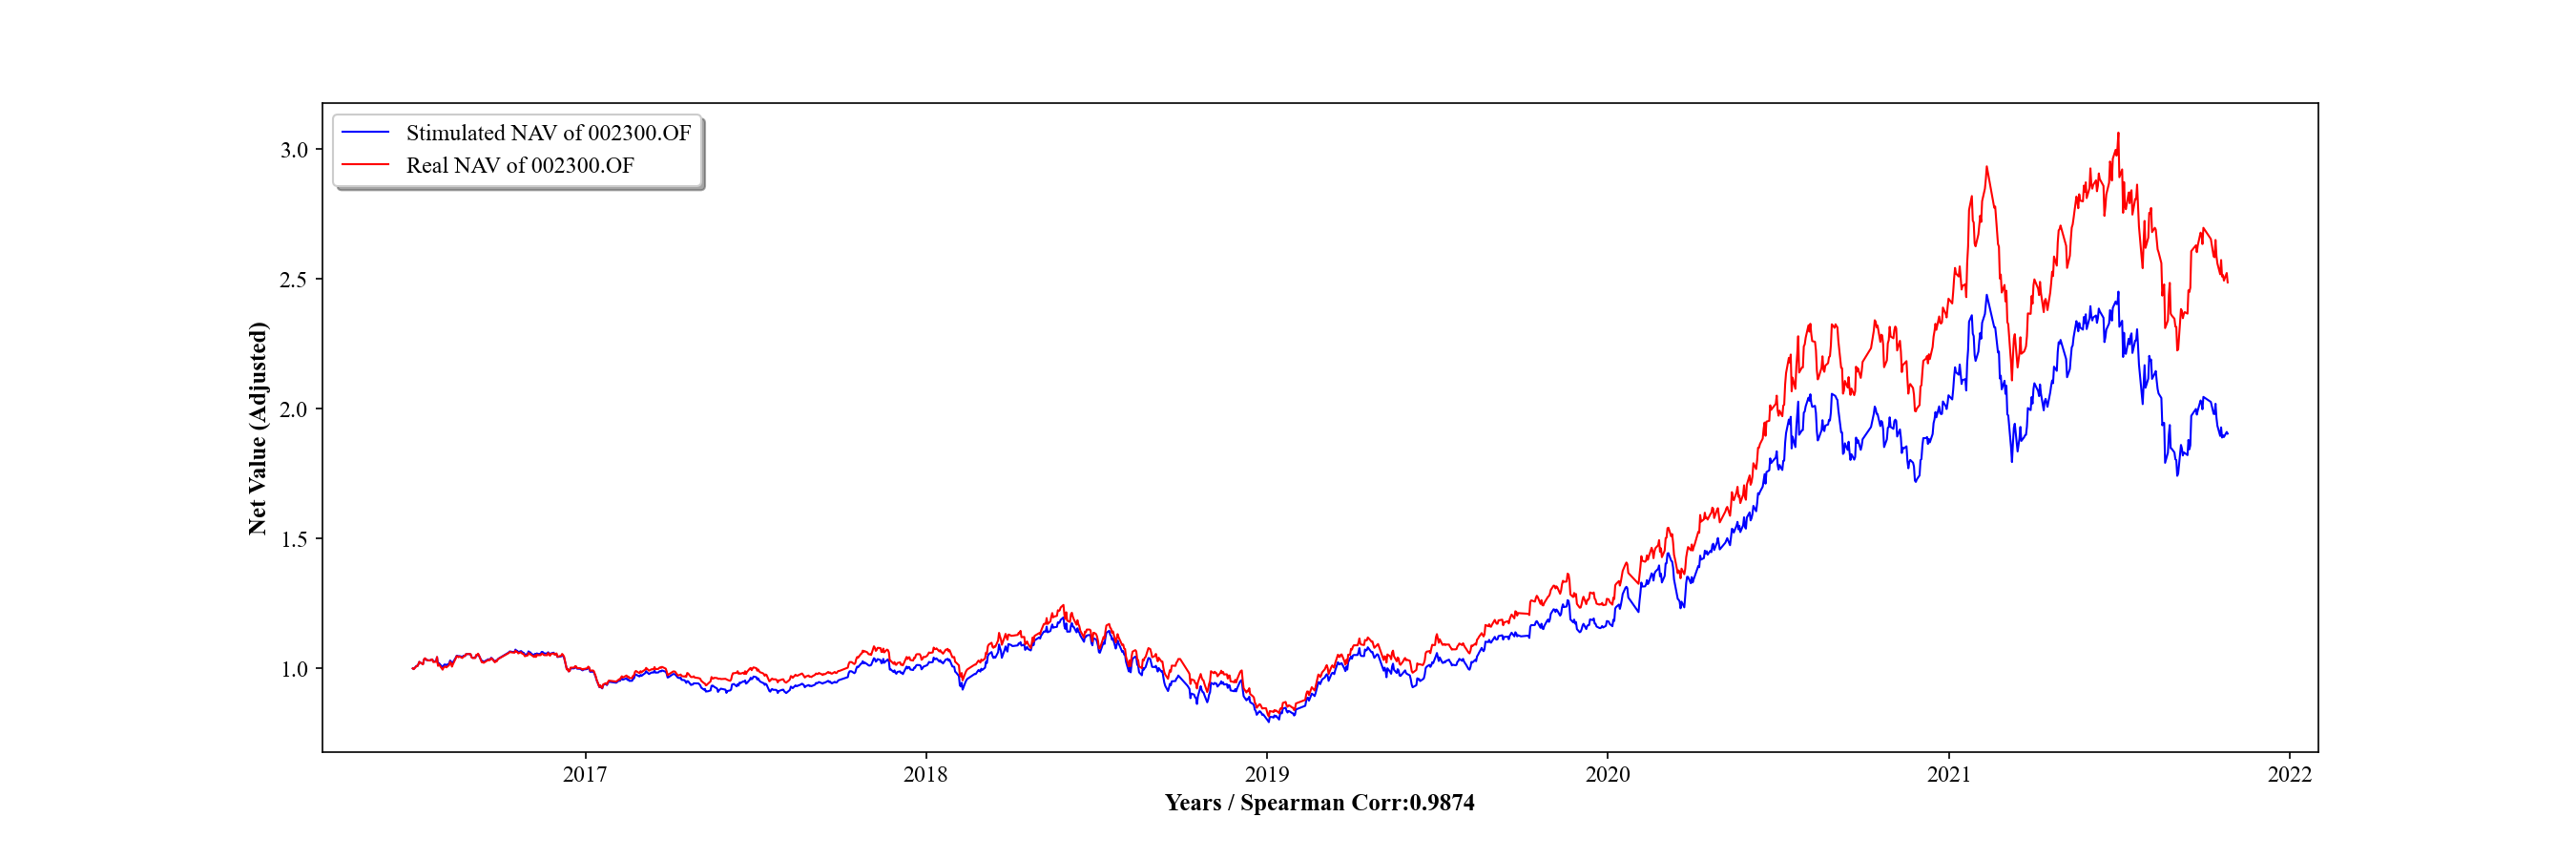 Stimulated NAV of 002300.OF
Real NAV of 002300.OF
3.0
2.5
2.0
1.5
1.0
Net Value (Adjusted)
2017 2018 2019 2020 2021 2022
Years / Spearman Corr:0.9874